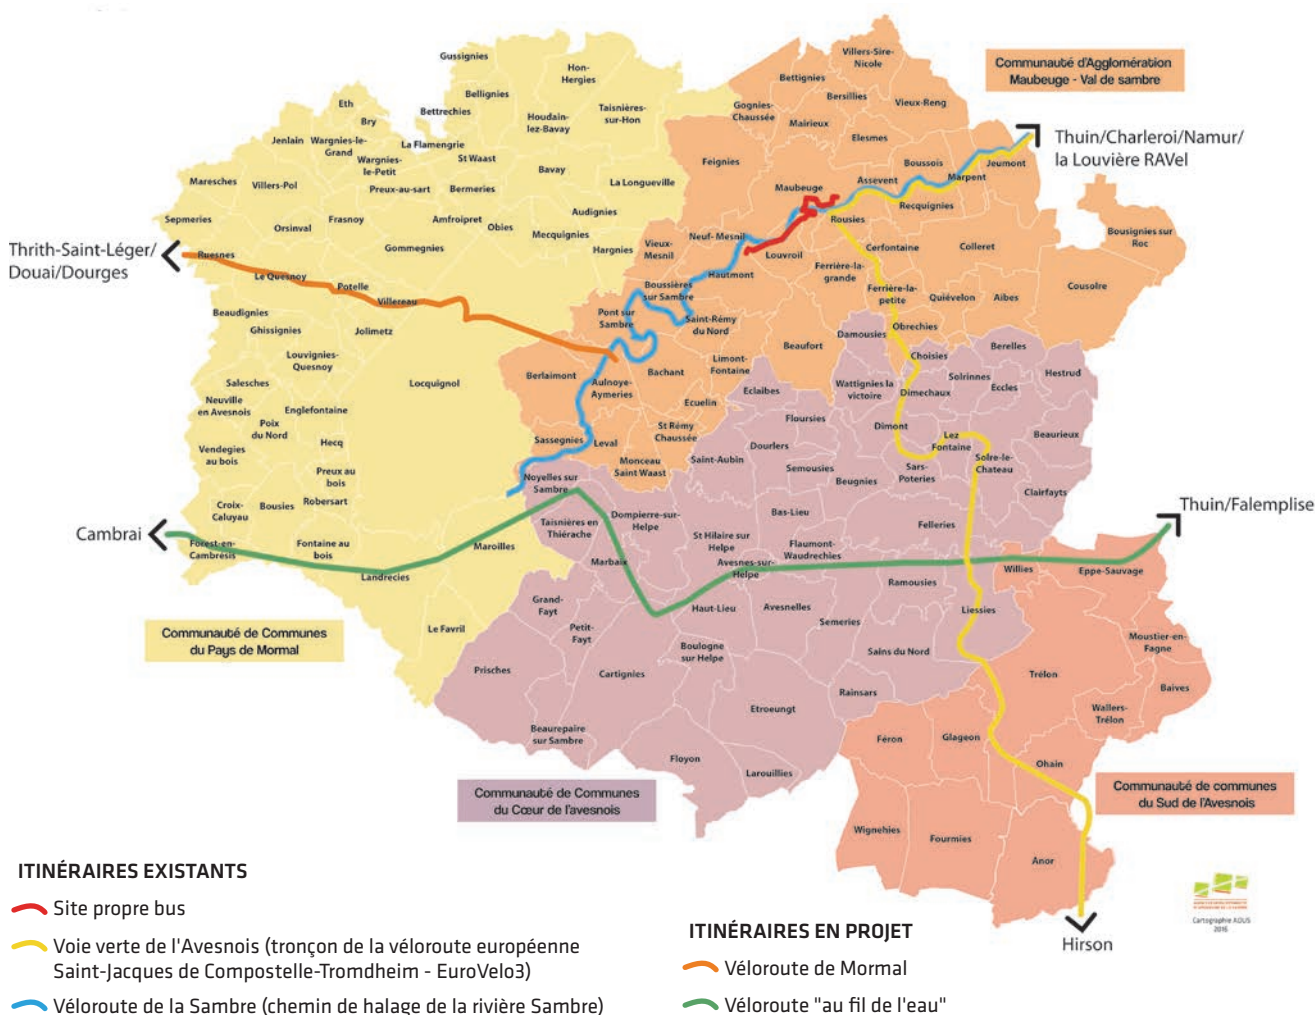 Gussignies
Hon-
Hergies
Bellignies
Eth
Bry
Bettrechies
Houdain-
lez-Bavay
Taisnières-
sur-Hon
Jenlain
Wargnies-le-
Grand
La Flamengrie
Wargnies-
le-Petit
St Waast
Bavay
Maresches
Villers-Pol
Preux-au-sart
Bermeries
La Longueville
Sepmeries
Orsinval
Frasnoy
Amfroipret
Obies
Audignies
Mecquignies
Gommegnies
Hargnies
Ruesnes
Le Quesnoy
Potelle
Villereau
Beaudignies
Ghissignies
Jolimetz
Louvignies-
Quesnoy
Salesches
Locquignol
Neuville
en Avesnois
Englefontaine
Poix
du Nord
Hecq
Vendegies
au bois
Preux au
bois
Croix-
Caluyau
Bousies
Robersart
Forest-en-
Cambrésis
Fontaine au
bois
Landrecies
Maroilles
Le Favril
Villers-Sire-
Nicole
Bettignies
Bersillies
Vieux-Reng
Gognies-
Chaussée
Mairieux
Elesmes
Feignies
Boussois
Jeumont
Assevent
Marpent
Maubeuge
Recquignies
Rousies
Neuf- Mesnil
Vieux-
Mesnil
Louvroil
Cerfontaine
Colleret
Bousignies sur
Roc
Hautmont
Ferrière-la-
grande
Boussières
sur Sambre
Ferrière-la-
petite
Quiévelon
Aibes
Cousolre
Pont sur
Sambre
Saint-Rémy
du Nord
Obrechies
Damousies
Beaufort
Choisies
Berelles
Limont-
Fontaine
Berlaimont
Bachant
Aulnoye-
Aymeries
Eclaibes
Wattignies la
victoire
Dimechaux
Solrinnes
Eccles
Hestrud
Ecuelin
Floursies
St Rémy
Chaussée
Dimont
Lez
Fontaine
Beaurieux
Sassegnies
Leval
Dourlers
Monceau
Saint Waast
Saint-Aubin
Semousies
Beugnies
Sars-
Poteries
Solre-le-
Chateau
Noyelles sur
Sambre
Clairfayts
Bas-Lieu
Dompierre-sur-
Helpe
Taisnières en
Thiérache
St Hilaire sur
Helpe
Flaumont-
Waudrechies
Felleries
Marbaix
Avesnes-sur-
Helpe
Ramousies
Willies
Eppe-Sauvage
Grand-
Fayt
Haut-Lieu
Avesnelles
Liessies
Petit-
Fayt
Semeries
Boulogne
sur Helpe
Sains du Nord
Moustier-en-
Fagne
Prisches
Cartignies
Trélon
Baives
Rainsars
Etroeungt
Wallers-
Trélon
Beaurepaire
sur Sambre
Féron
Glageon
Floyon
Ohain
Larouillies
Wignehies
Fourmies
Anor
Communauté d'Agglomération
Maubeuge - Val de sambre
Thuin/Charleroi/Namur/
la Louvière RAVel
Thrith-Saint-Léger/
Douai/Dourges
Cambrai
Thuin/Falemplise
Communauté de Communes
du Pays de Mormal
Communauté de Communes
du Cœur de l'avesnois
Communauté de communes
du Sud de l'Avesnois
Hirson
Cartographie ADUS
2016
ITINÉRAIRES EXISTANTS
Site propre bus
Voie verte de l'Avesnois (tronçon de la véloroute européenne
Saint-Jacques de Compostelle-Tromdheim - EuroVelo3)
Véloroute de la Sambre (chemin de halage de la rivière Sambre)
ITINÉRAIRES EN PROJET
Véloroute de Mormal
Véloroute "au fil de l'eau"